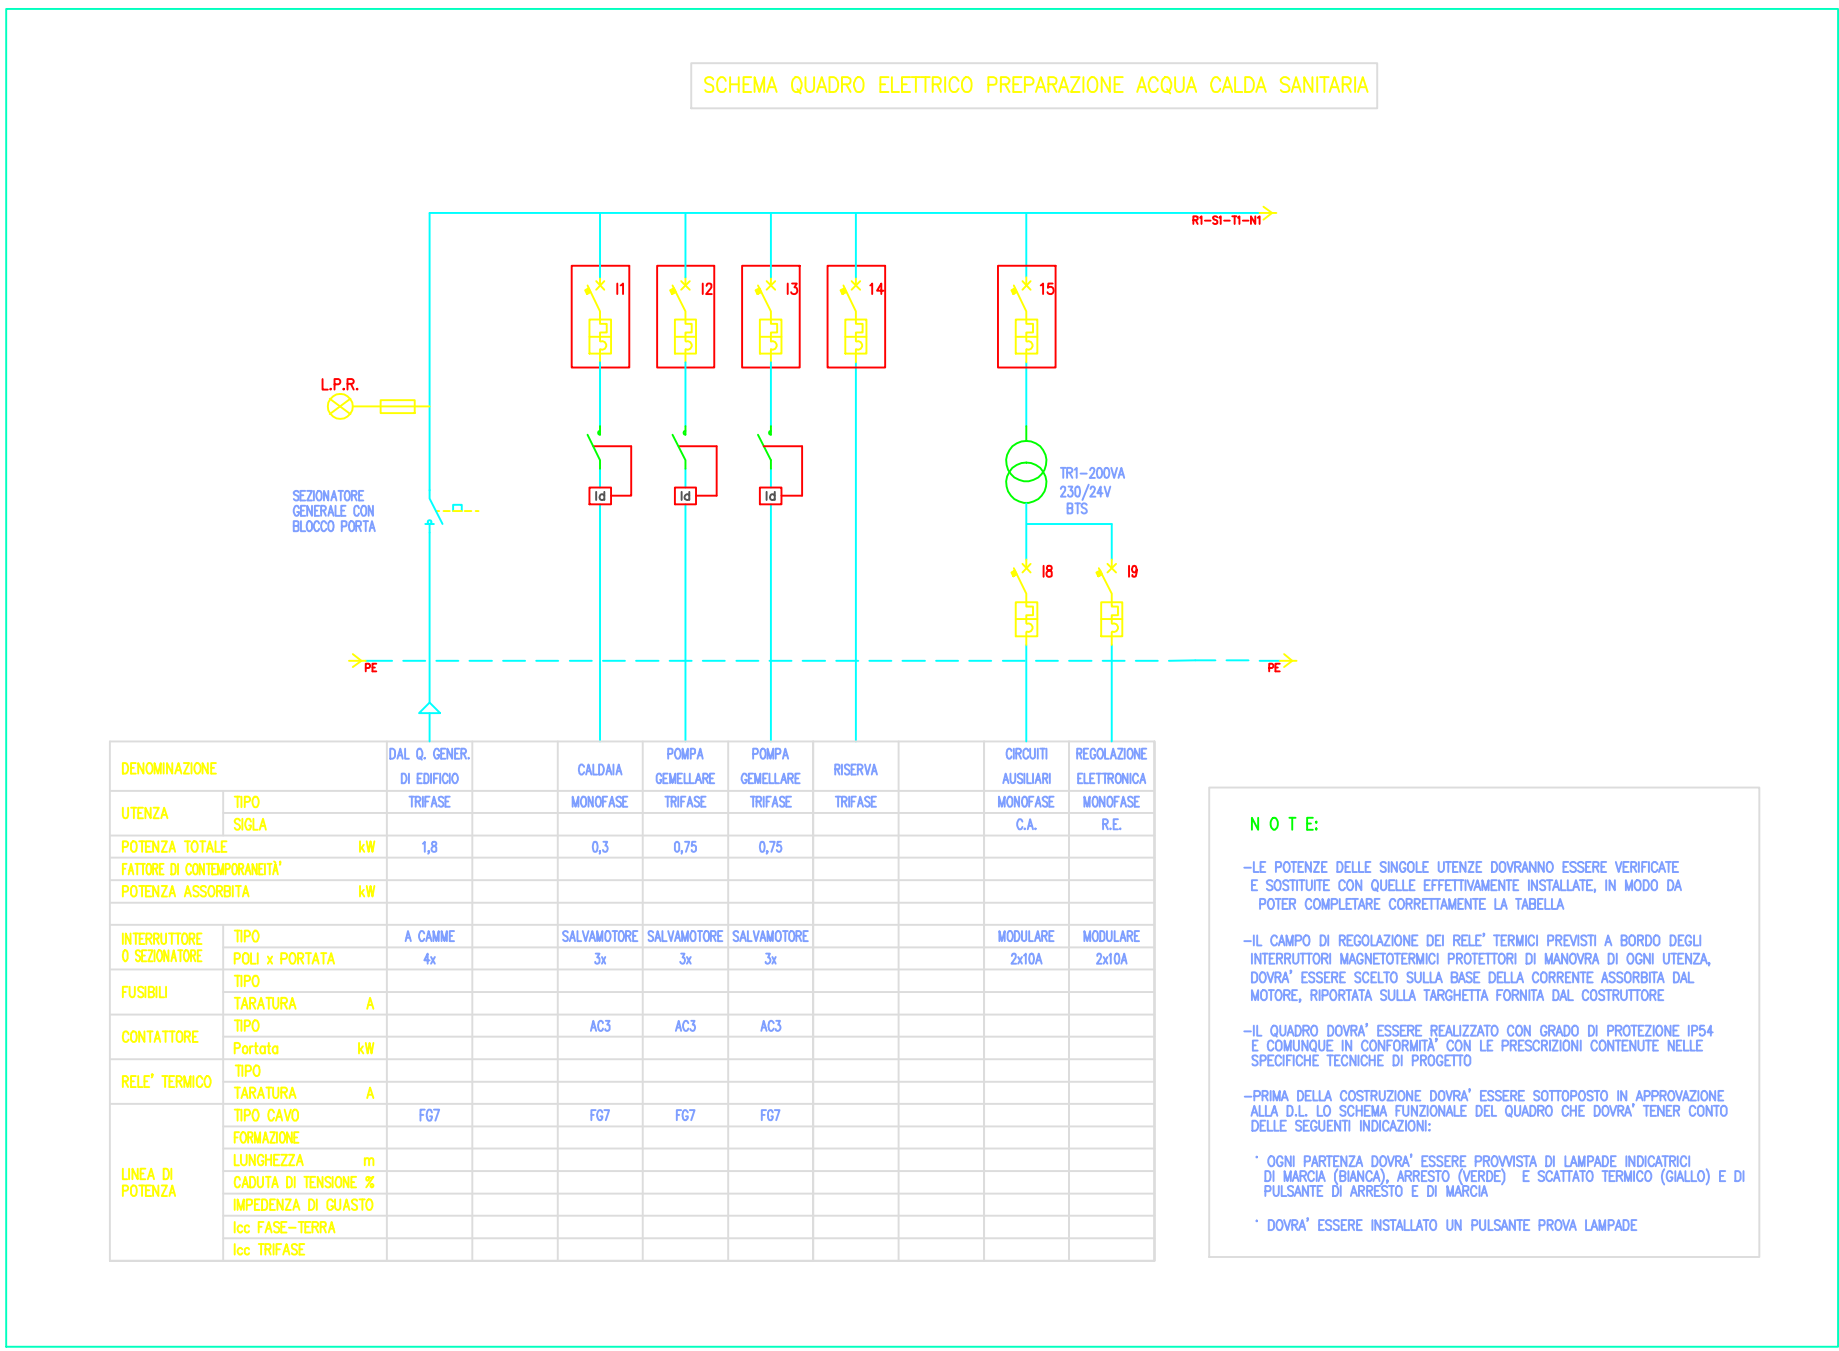 SCHEMA QUADRO ELETTRICO PREPARAZIONE ACQUA CALDA SANITARIA
R1-S1-T1-N1
I1 I2 I3 14 15
L.P.R.
SEZIONATORE
GENERALE CON
BLOCCO PORTA
Id Id Id
TR1-200VA
230/24V
BTS
I8 I9
PE PE
DENOMINAZIONE
DAL Q. GENER.
DI EDIFICIO
CALDAIA
POMPA
GEMELLARE
POMPA
GEMELLARE
RISERVA
CIRCUITI
AUSILIARI
REGOLAZIONE
ELETTRONICA
UTENZA
TIPO TRIFASE MONOFASE TRIFASE TRIFASE TRIFASE MONOFASE MONOFASE
SIGLA C.A. R.E.
POTENZA TOTALE kW 1,8 0,3 0,75 0,75
FATTORE DI CONTEMPORANEITÀ'
POTENZA ASSORBITA kW
INTERRUTTORE
O SEZIONATORE
TIPO A CAMME SALVAMOTORE SALVAMOTORE SALVAMOTORE MODULARE MODULARE
POLI x PORTATA 4x 3x 3x 3x 2x10A 2x10A
FUSIBILI
TIPO
TARATURA A
CONTATTORE
TIPO AC3 AC3 AC3
Portata kW
RELE' TERMICO
TIPO
TARATURA A
LINEA DI
POTENZA
TIPO CAVO FG7 FG7 FG7 FG7
FORMAZIONE
LUNGHEZZA m
CADUTA DI TENSIONE %
IMPEDENZA DI GUASTO
Icc FASE-TERRA
Icc TRIFASE
N O T E:
-LE POTENZE DELLE SINGOLE UTENZE DOVRANNO ESSERE VERIFICATE
E SOSTITUITE CON QUELLE EFFETTIVAMENTE INSTALLATE, IN MODO DA
POTER COMPLETARE CORRETTAMENTE LA TABELLA
-IL CAMPO DI REGOLAZIONE DEI RELE' TERMICI PREVISTI A BORDO DEGLI
INTERRUTTORI MAGNETOTERMICI PROTETTORI DI MANOVRA DI OGNI UTENZA,
DOVRA' ESSERE SCELTO SULLA BASE DELLA CORRENTE ASSORBITA DAL
MOTORE, RIPORTATA SULLA TARGHETTA FORNITA DAL COSTRUTTORE
-IL QUADRO DOVRA' ESSERE REALIZZATO CON GRADO DI PROTEZIONE IP54
E COMUNQUE IN CONFORMITÀ' CON LE PRESCRIZIONI CONTENUTE NELLE
SPECIFICHE TECNICHE DI PROGETTO
-PRIMA DELLA COSTRUZIONE DOVRA' ESSERE SOTTOPOSTO IN APPROVAZIONE
ALLA D.L. LO SCHEMA FUNZIONALE DEL QUADRO CHE DOVRA' TENER CONTO
DELLE SEGUENTI INDICAZIONI:
· OGNI PARTENZA DOVRA' ESSERE PROVVISTA DI LAMPADE INDICATRICI
DI MARCIA (BIANCA), ARRESTO (VERDE) E SCATTATO TERMICO (GIALLO) E DI
PULSANTE DI ARRESTO E DI MARCIA
· DOVRA' ESSERE INSTALLATO UN PULSANTE PROVA LAMPADE